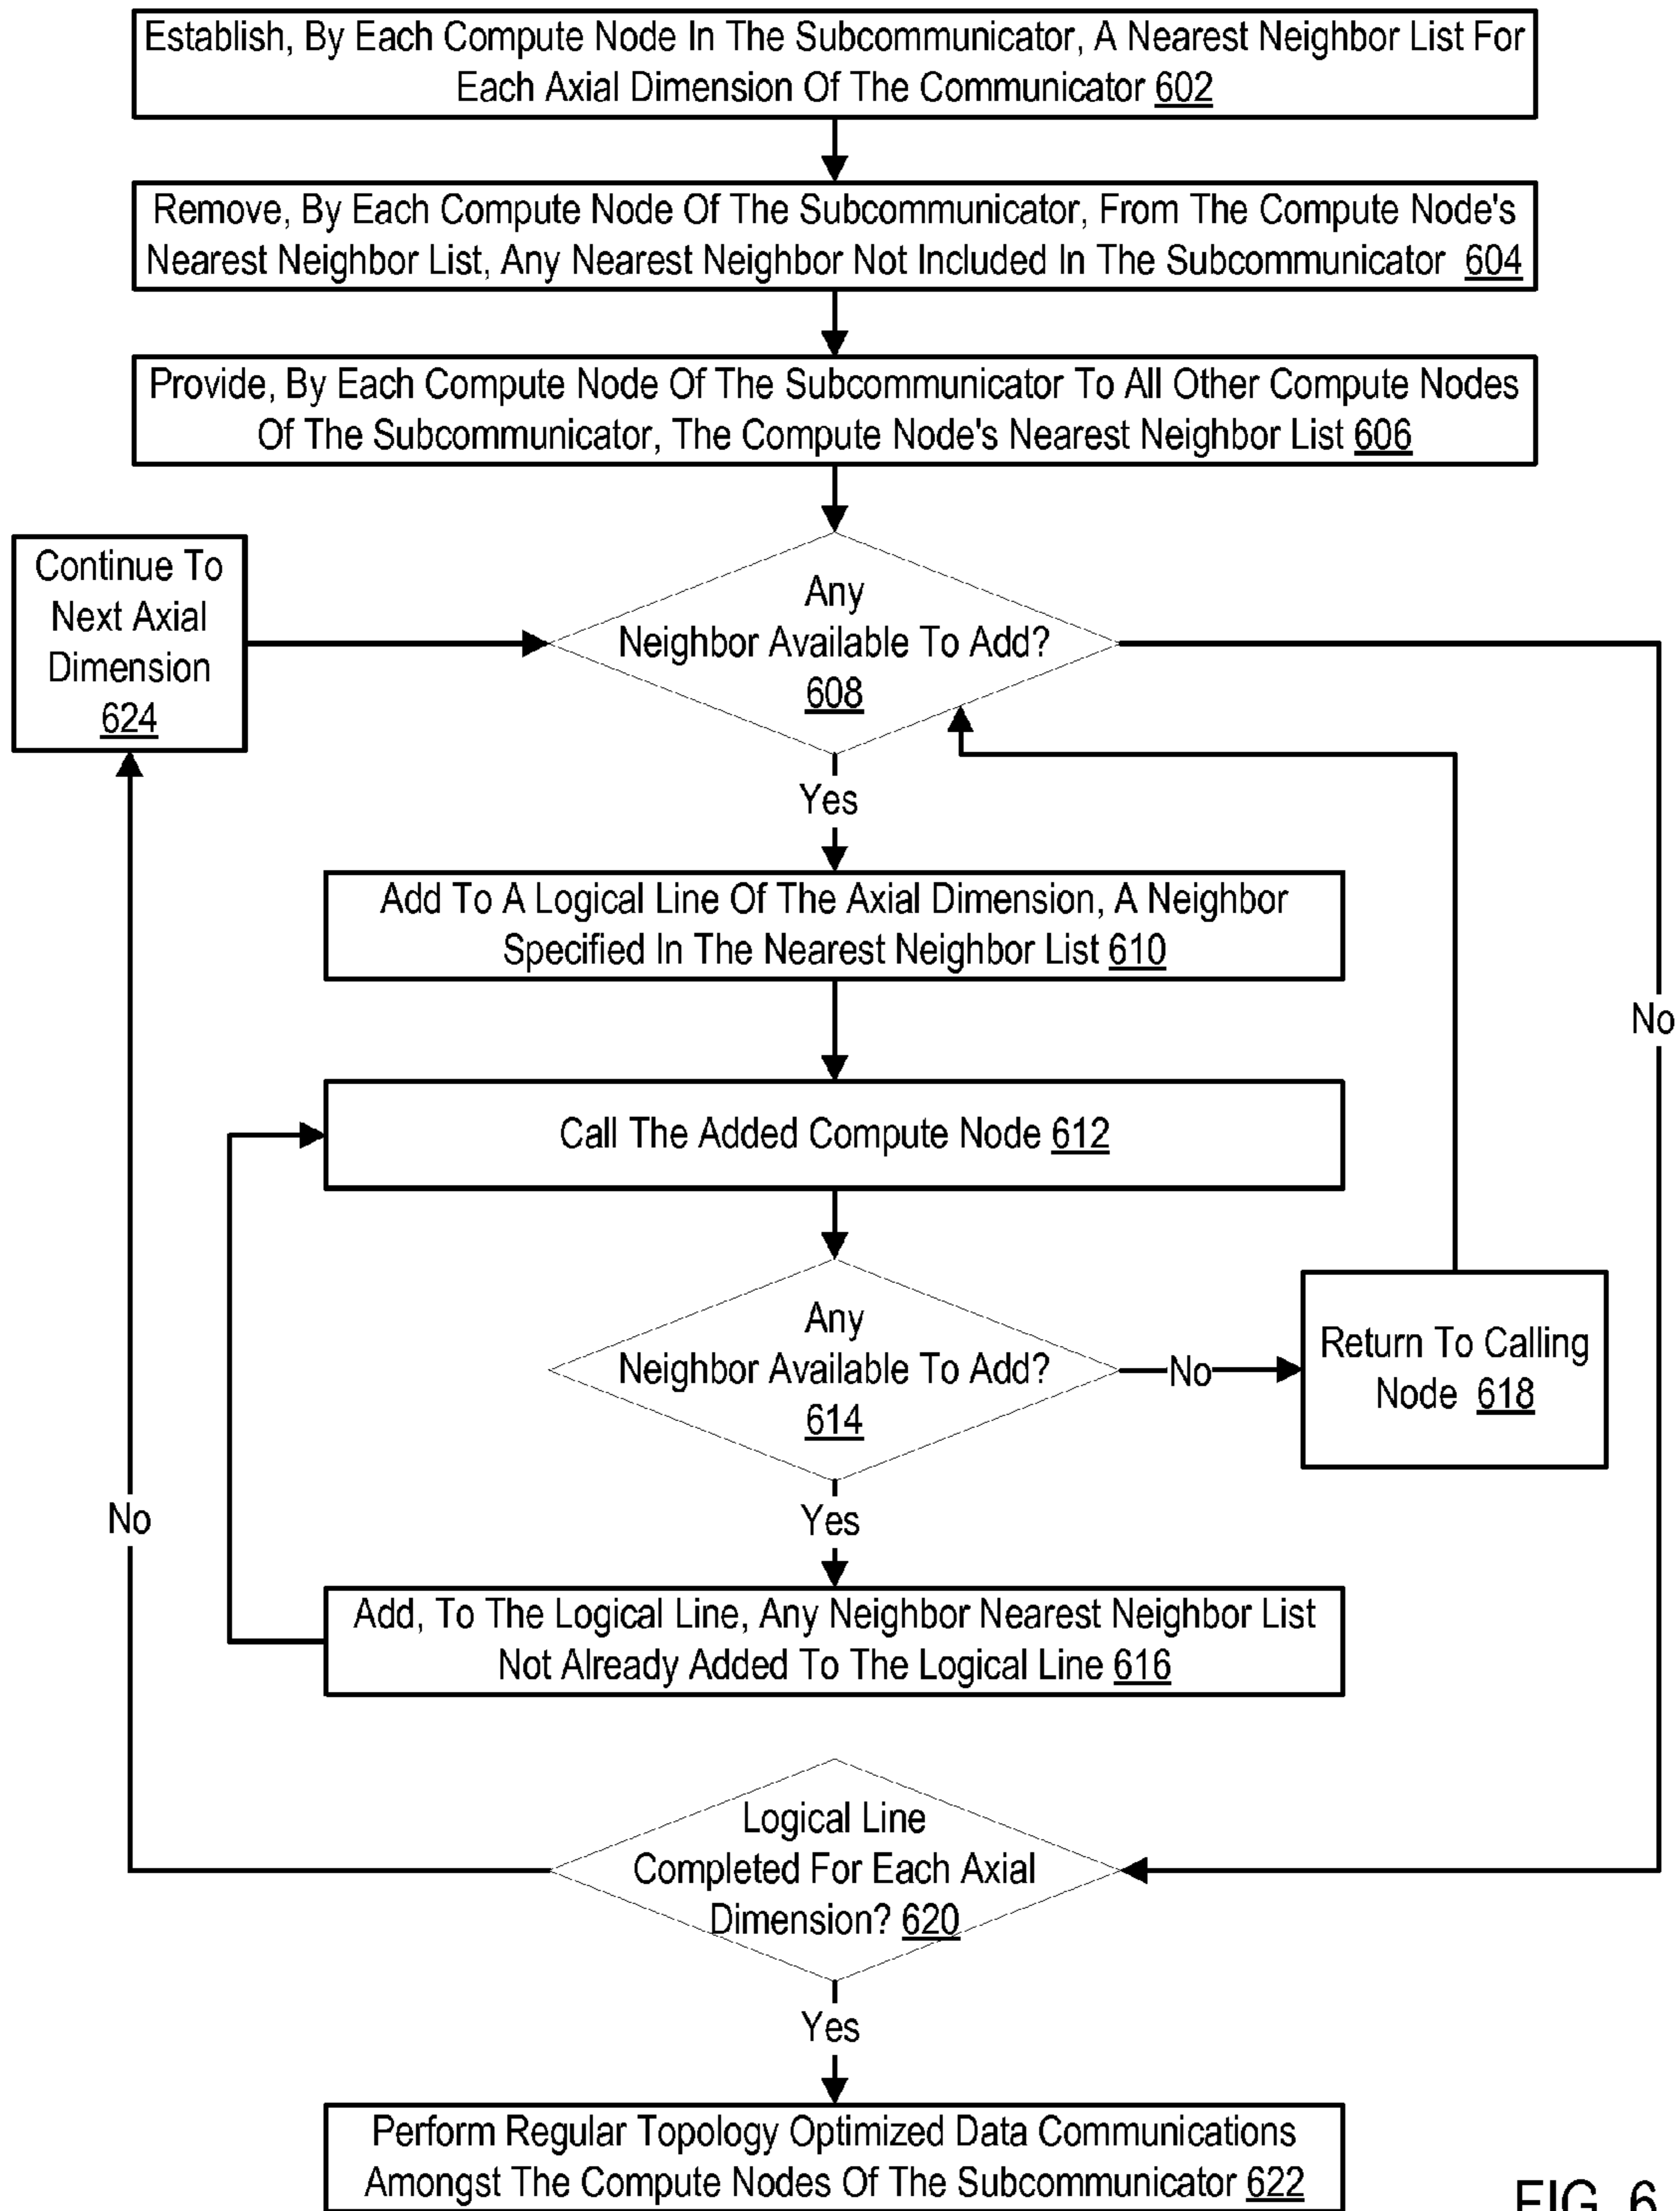 Establish, By Each Compute Node In The Subcommunicator, A Nearest Neighbor List For
Each Axial Dimension Of The Communicator 602
Remove, By Each Compute Node Of The Subcommunicator, From The Compute Node's
Nearest Neighbor List, Any Nearest Neighbor Not Included In The Subcommunicator 604
Provide, By Each Compute Node Of The Subcommunicator To All Other Compute Nodes
Of The Subcommunicator, The Compute Node's Nearest Neighbor List 606
Continue To
Next Axial
Dimension
624
Any
Neighbor Available To Add?
608
Yes
Add To A Logical Line Of The Axial Dimension, A Neighbor
Specified In The Nearest Neighbor List 610
No
Call The Added Compute Node 612
Any
Neighbor Available To Add?
614
No
Return To Calling
Node 618
Yes
No
Add, To The Logical Line, Any Neighbor Nearest Neighbor List
Not Already Added To The Logical Line 616
Logical Line
Completed For Each Axial
Dimension? 620
Yes
Perform Regular Topology Optimized Data Communications
Amongst The Compute Nodes Of The Subcommunicator 622
FIG. 6